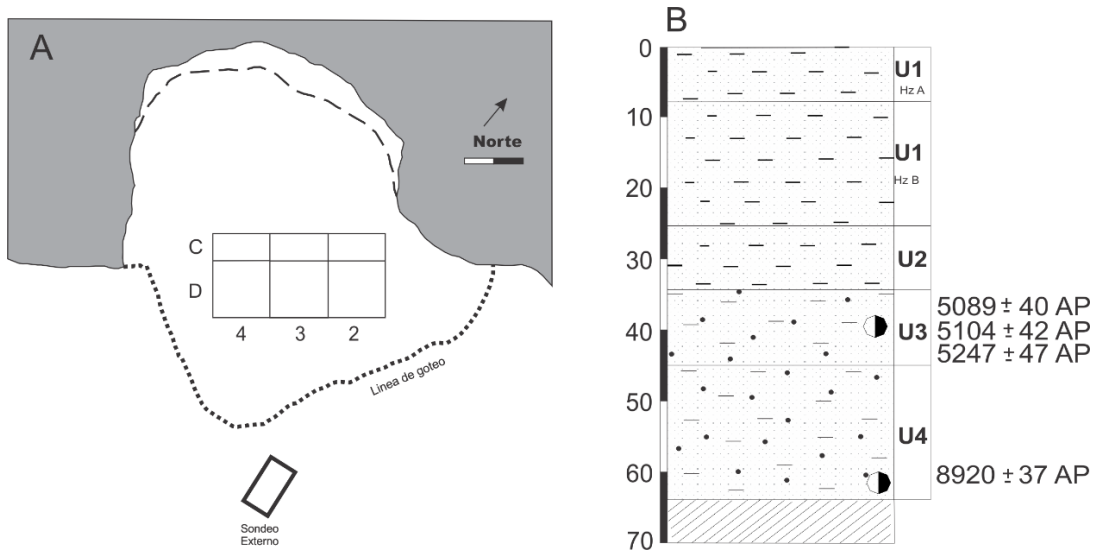 A
Norte
C
D
4 3 2
Línea de goteo
Sondeo
Externo
B
0
U1
Hz A
10
U1
Hz B
20
30
U2
5089 ± 40 AP
40
U3
5104 ± 42 AP
5247 ± 47 AP
50
U4
60
8920 ± 37 AP
70